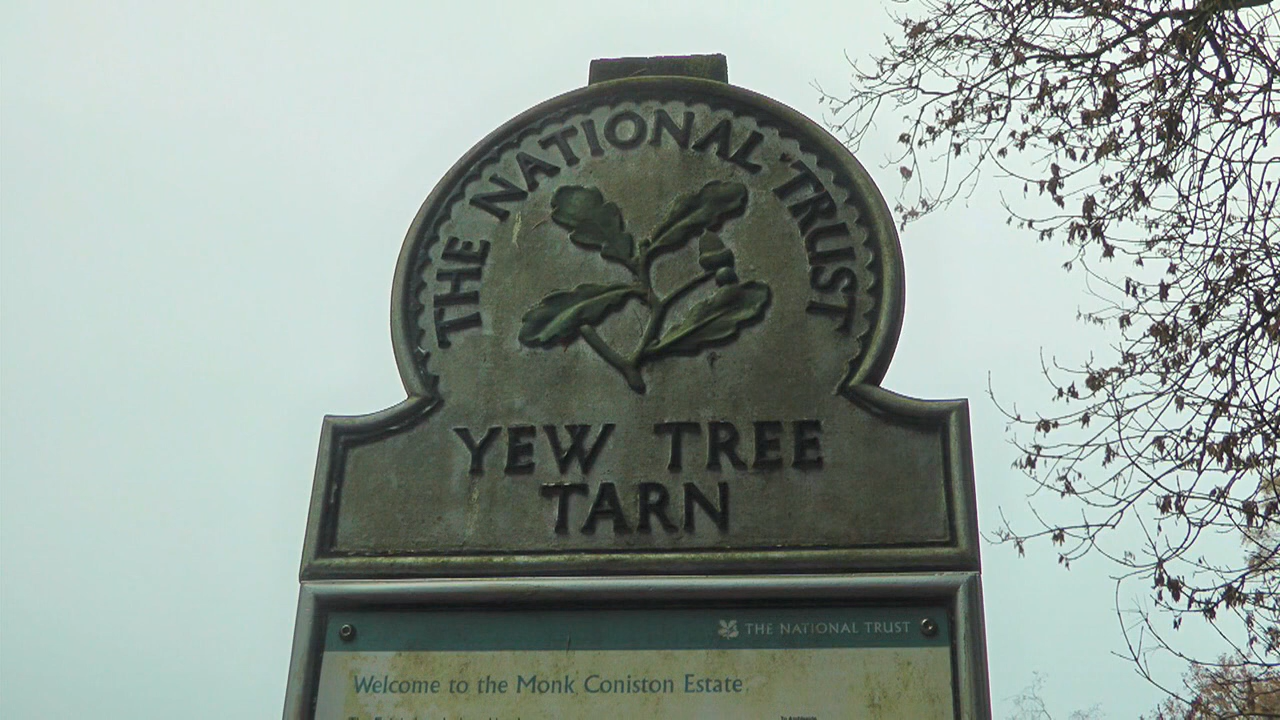 THE NATIONAL TRUST
YEW TREE
TARN
THE NATIONAL TRUST
Welcome to the Monk Coniston Estate